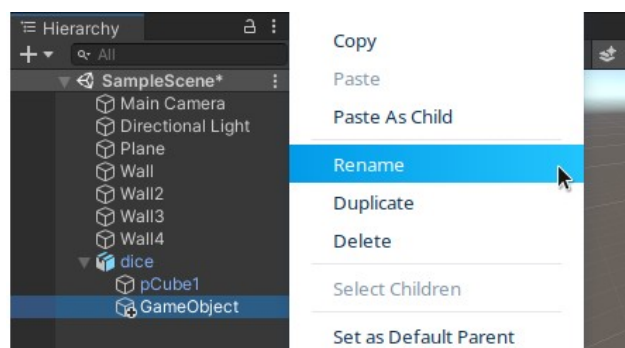 Hierarchy
All
SampleScene*
Main Camera
Directional Light
Plane
Wall
Wall2
Wall3
Wall4
dice
pCube1
GameObject
Copy
Paste
Paste As Child
Rename
Duplicate
Delete
Select Children
Set as Default Parent